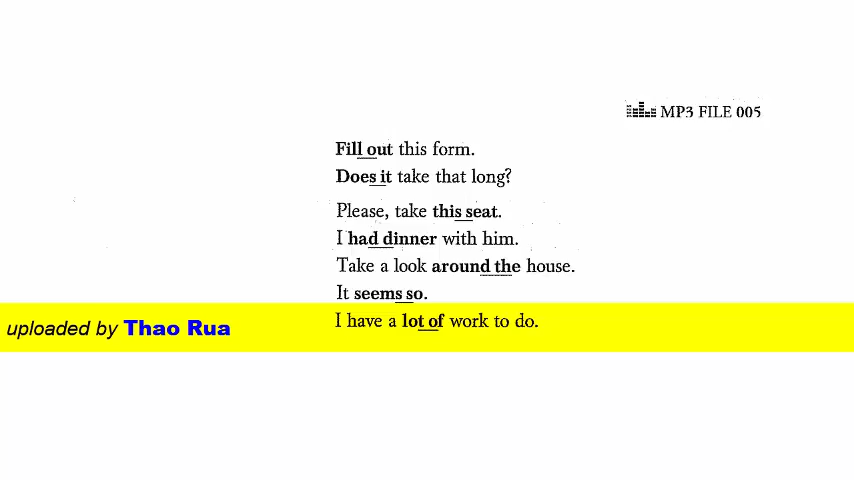 MP3 FILE 005
Fill out this form.
Does it take that long?
Please, take this seat.
I had dinner with him.
Take a look around the house.
It seems so.
uploaded by Thao Rua
I have a lot of work to do.